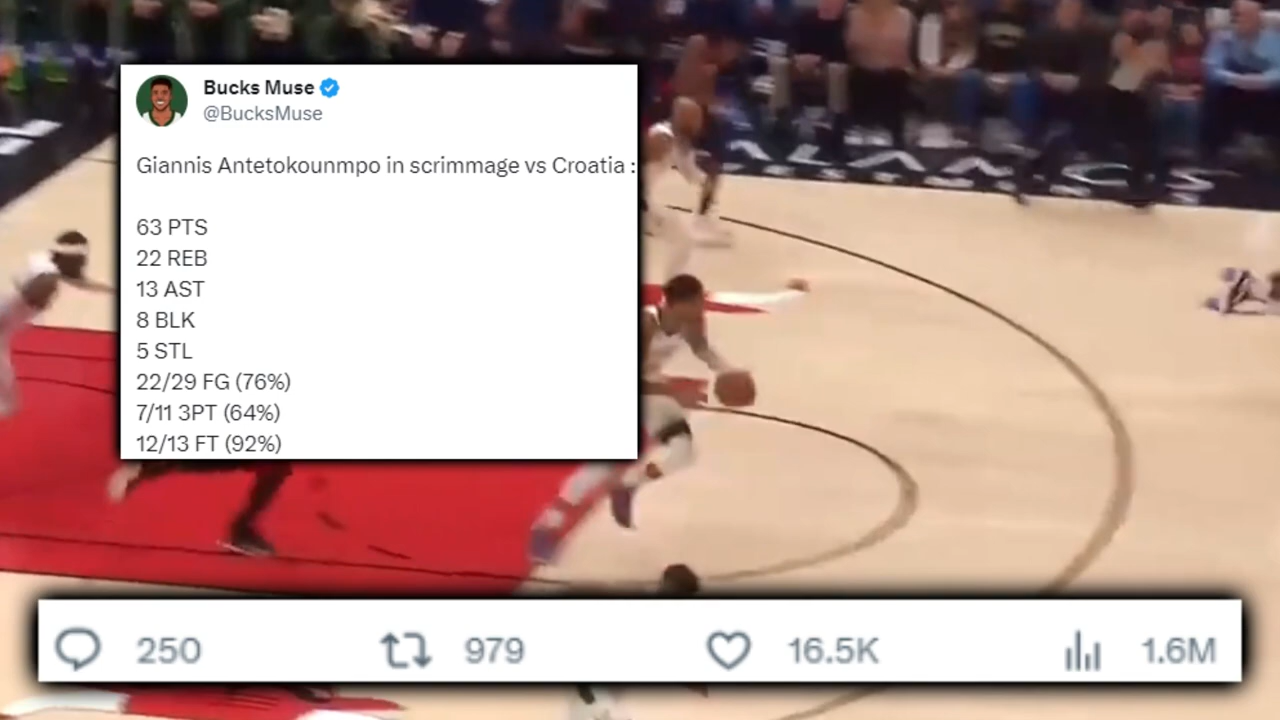 Bucks Muse
@BucksMuse
Giannis Antetokounmpo in scrimmage vs Croatia :
63 PTS
22 REB
13 AST
8 BLK
5 STL
22/29 FG (76%)
7/11 3PT (64%)
12/13 FT (92%)
250 979 16.5K 1.6M